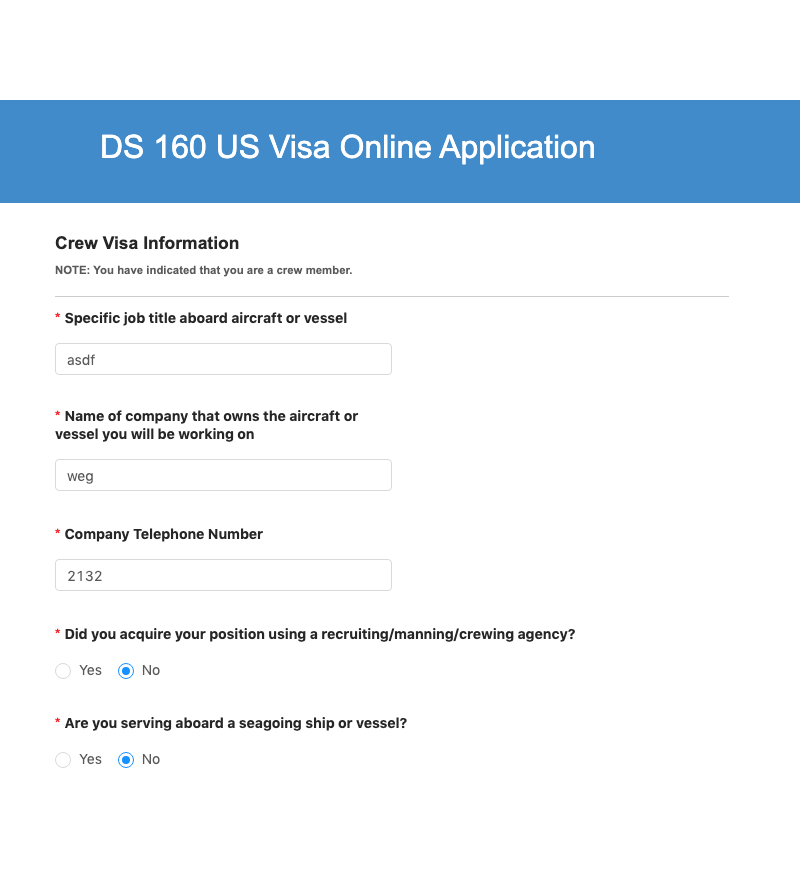 DS 160 US Visa Online Application
Crew Visa Information
NOTE: You have indicated that you are a crew member.
* Specific job title aboard aircraft or vessel
asdf
* Name of company that owns the aircraft or
vessel you will be working on
weg
* Company Telephone Number
2132
* Did you acquire your position using a recruiting/manning/crewing agency?
Yes No
* Are you serving aboard a seagoing ship or vessel?
Yes No